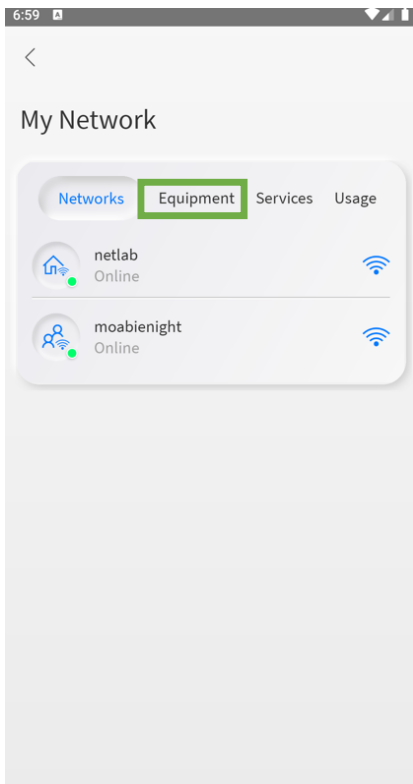 6:59 A
My Network
Networks Equipment Services Usage
netlab
Online
moabienight
Online